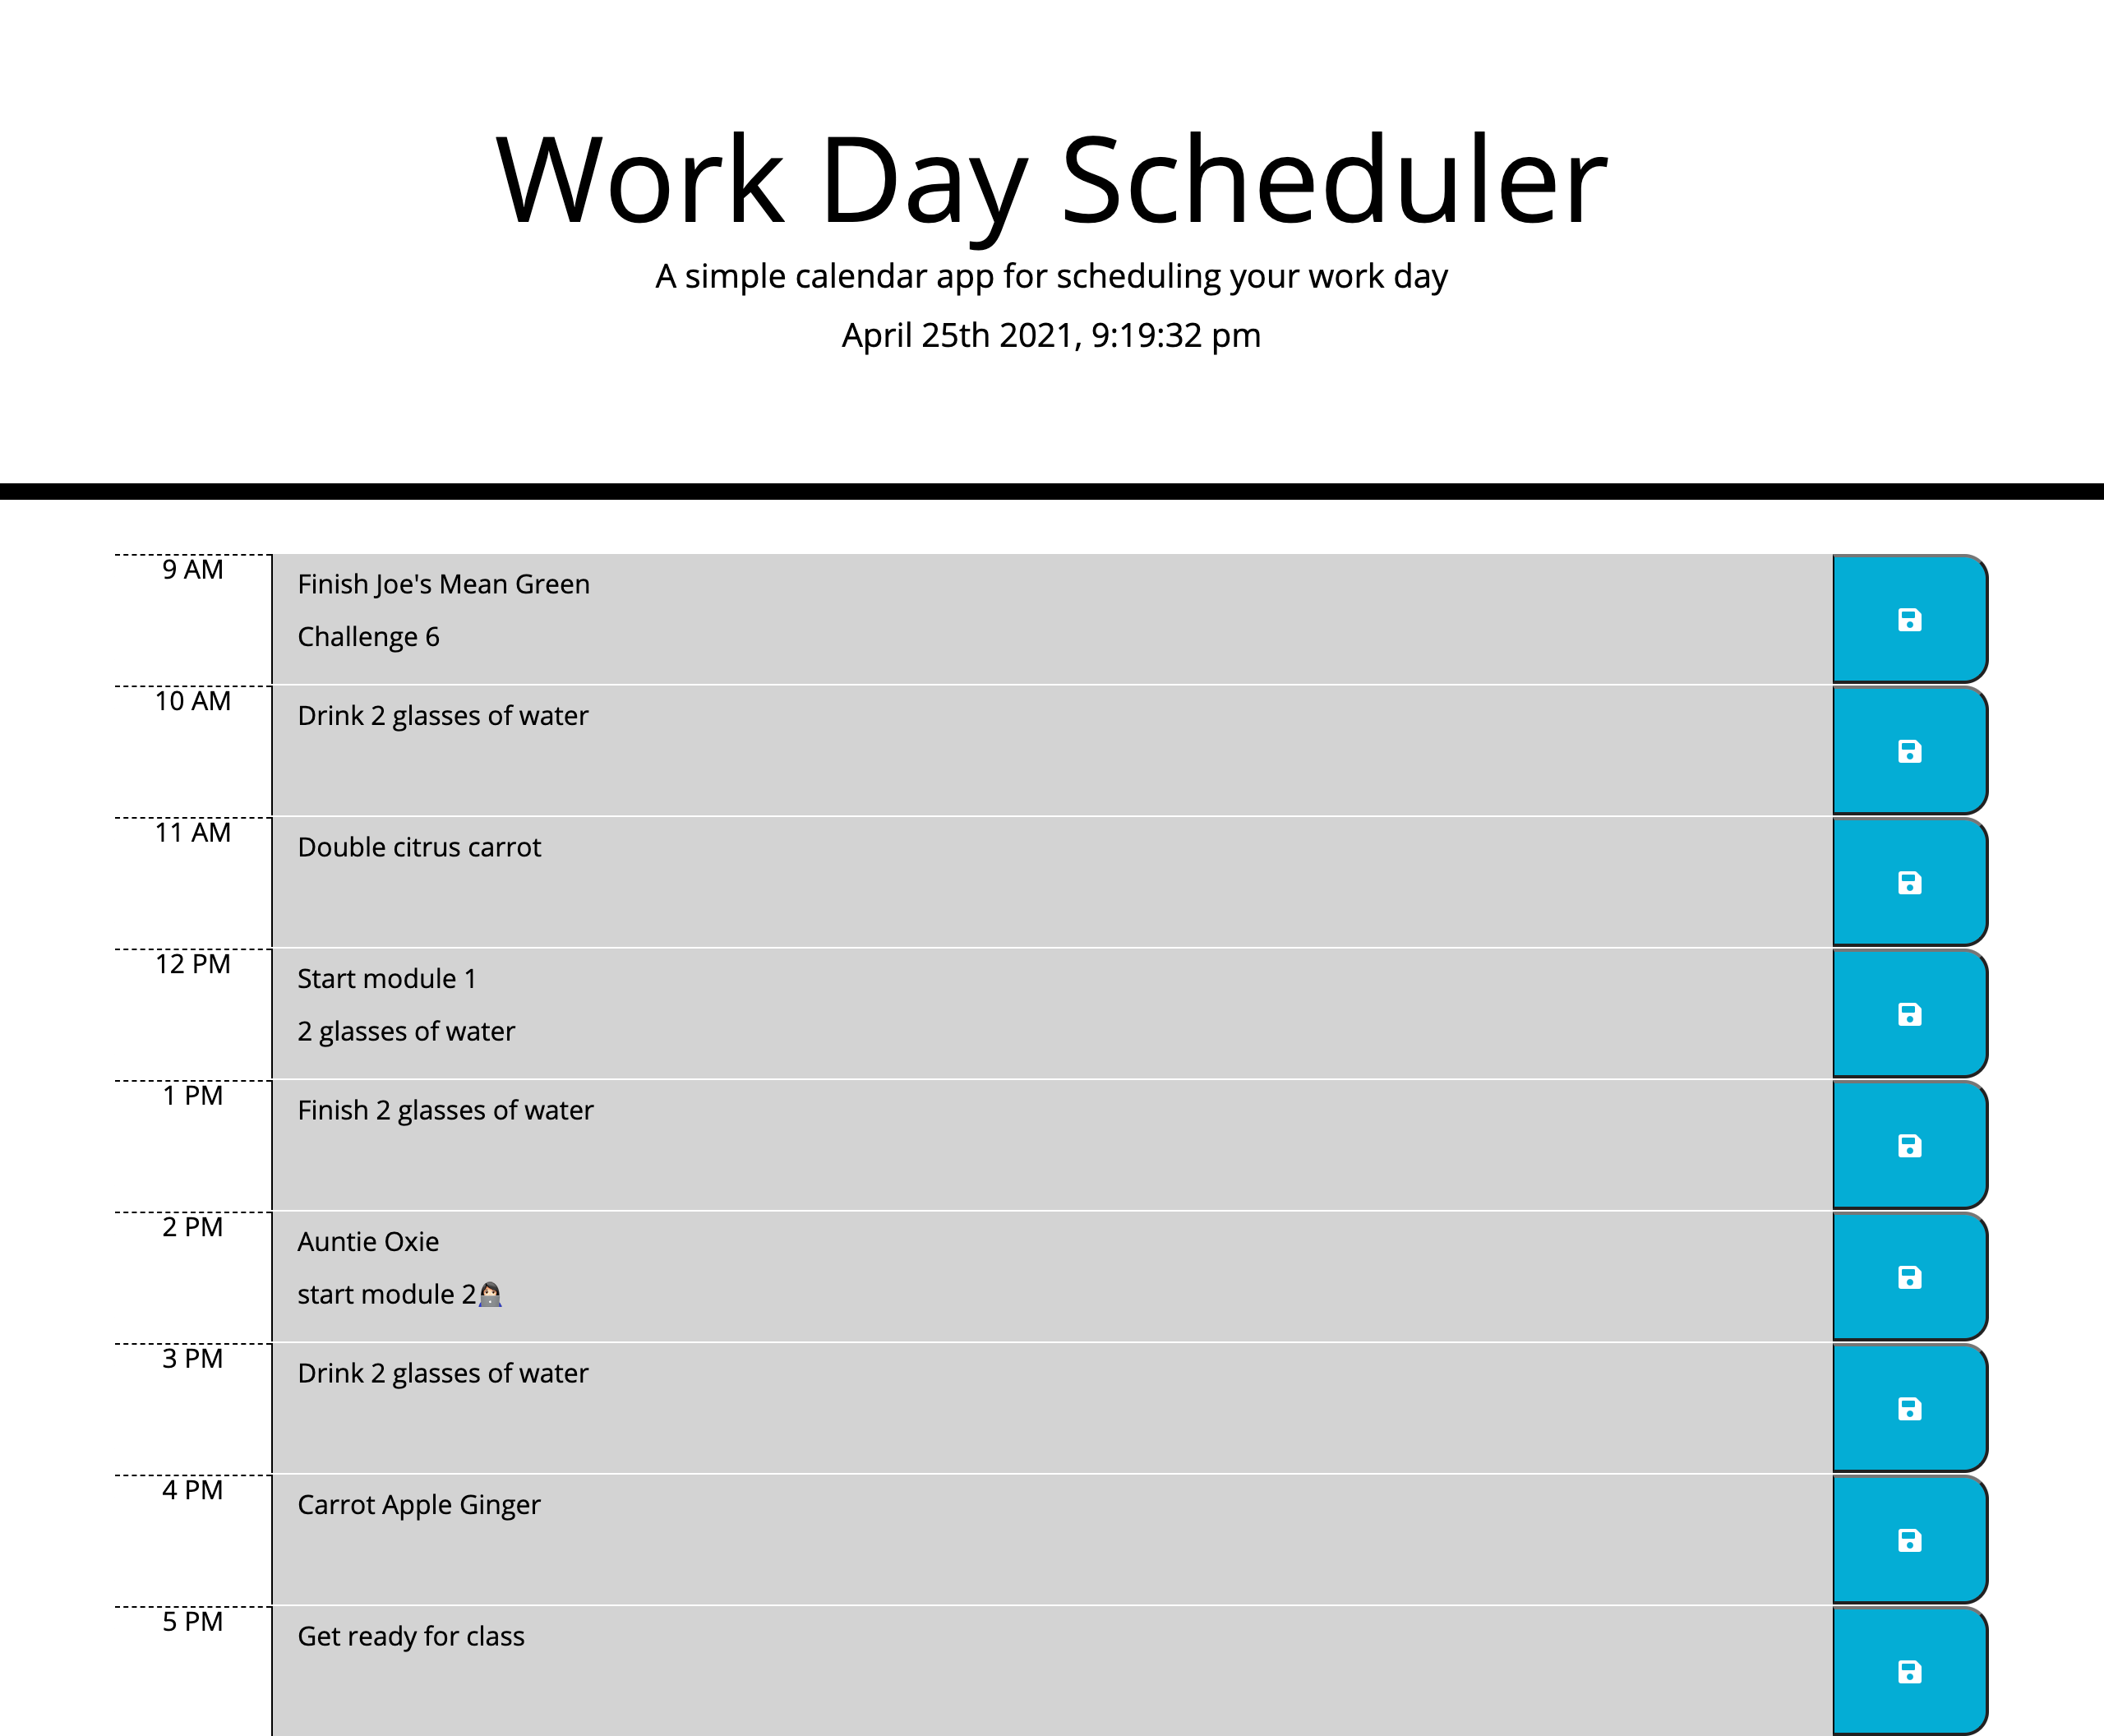 Work Day Scheduler
A simple calendar app for scheduling your work day
April 25th 2021, 9:19:32 pm
9 AM
Finish Joe's Mean Green
Challenge 6
10 AM
Drink 2 glasses of water
11 AM
Double citrus carrot
12 PM
Start module 1
2 glasses of water
1 PM
Finish 2 glasses of water
2 PM
Auntie Oxie
start module 2👩🏻‍💻
3 PM
Drink 2 glasses of water
4 PM
Carrot Apple Ginger
5 PM
Get ready for class